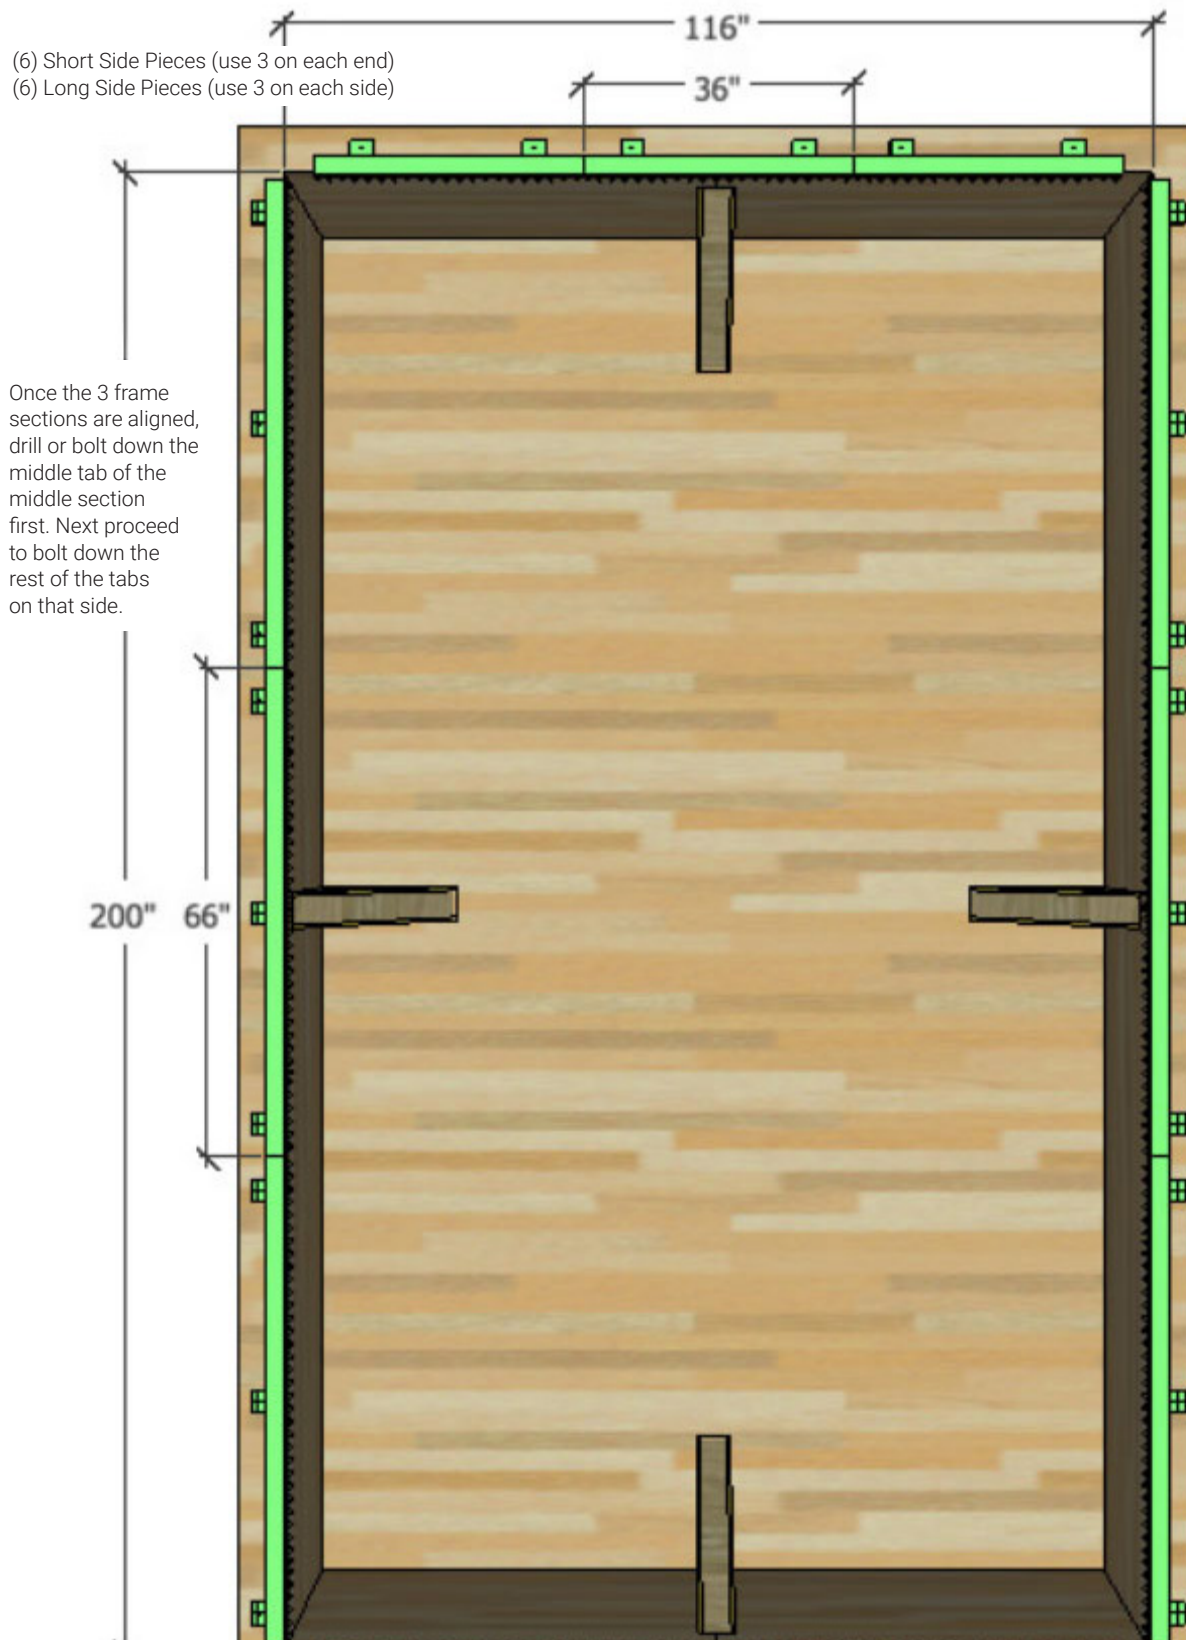 116"
(6) Short Side Pieces (use 3 on each end)
(6) Long Side Pieces (use 3 on each side)
36"
Once the 3 frame
sections are aligned,
drill or bolt down the
middle tab of the
middle section
first. Next proceed
to bolt down the
rest of the tabs
on that side.
200" 66"